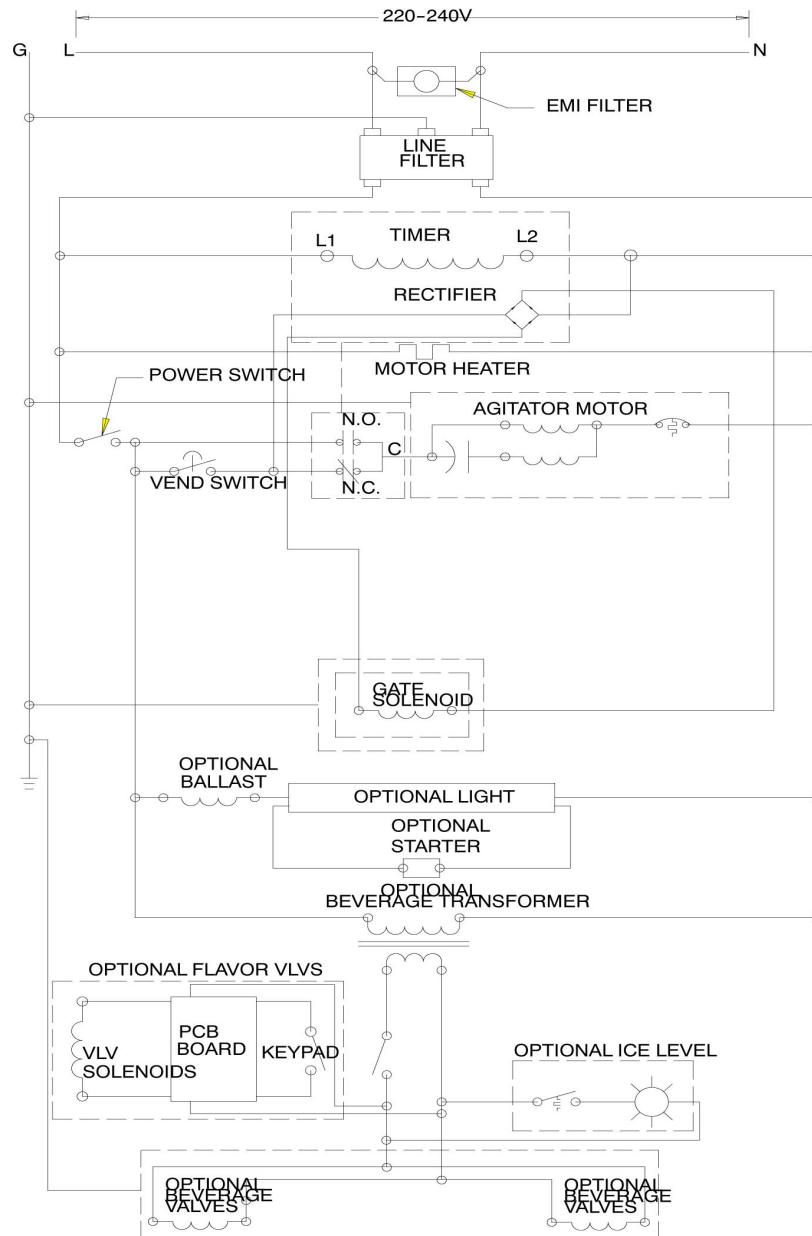 220-240V
G L N
EMI FILTER
LINE
FILTER
L1 TIMER L2
RECTIFIER
MOTOR HEATER
POWER SWITCH
AGITATOR MOTOR
N.O.
C
VEND SWITCH
N.C.
GATE
SOLENOID
OPTIONAL
BALLAST
OPTIONAL LIGHT
OPTIONAL
STARTER
OPTIONAL
BEVERAGE TRANSFORMER
OPTIONAL FLAVOR VLVS
PCB
BOARD
KEYPAD
VLV
SOLENOIDS
OPTIONAL ICE LEVEL
OPTIONAL
BEVERAGE
VALVES
OPTIONAL
BEVERAGE
VALVES